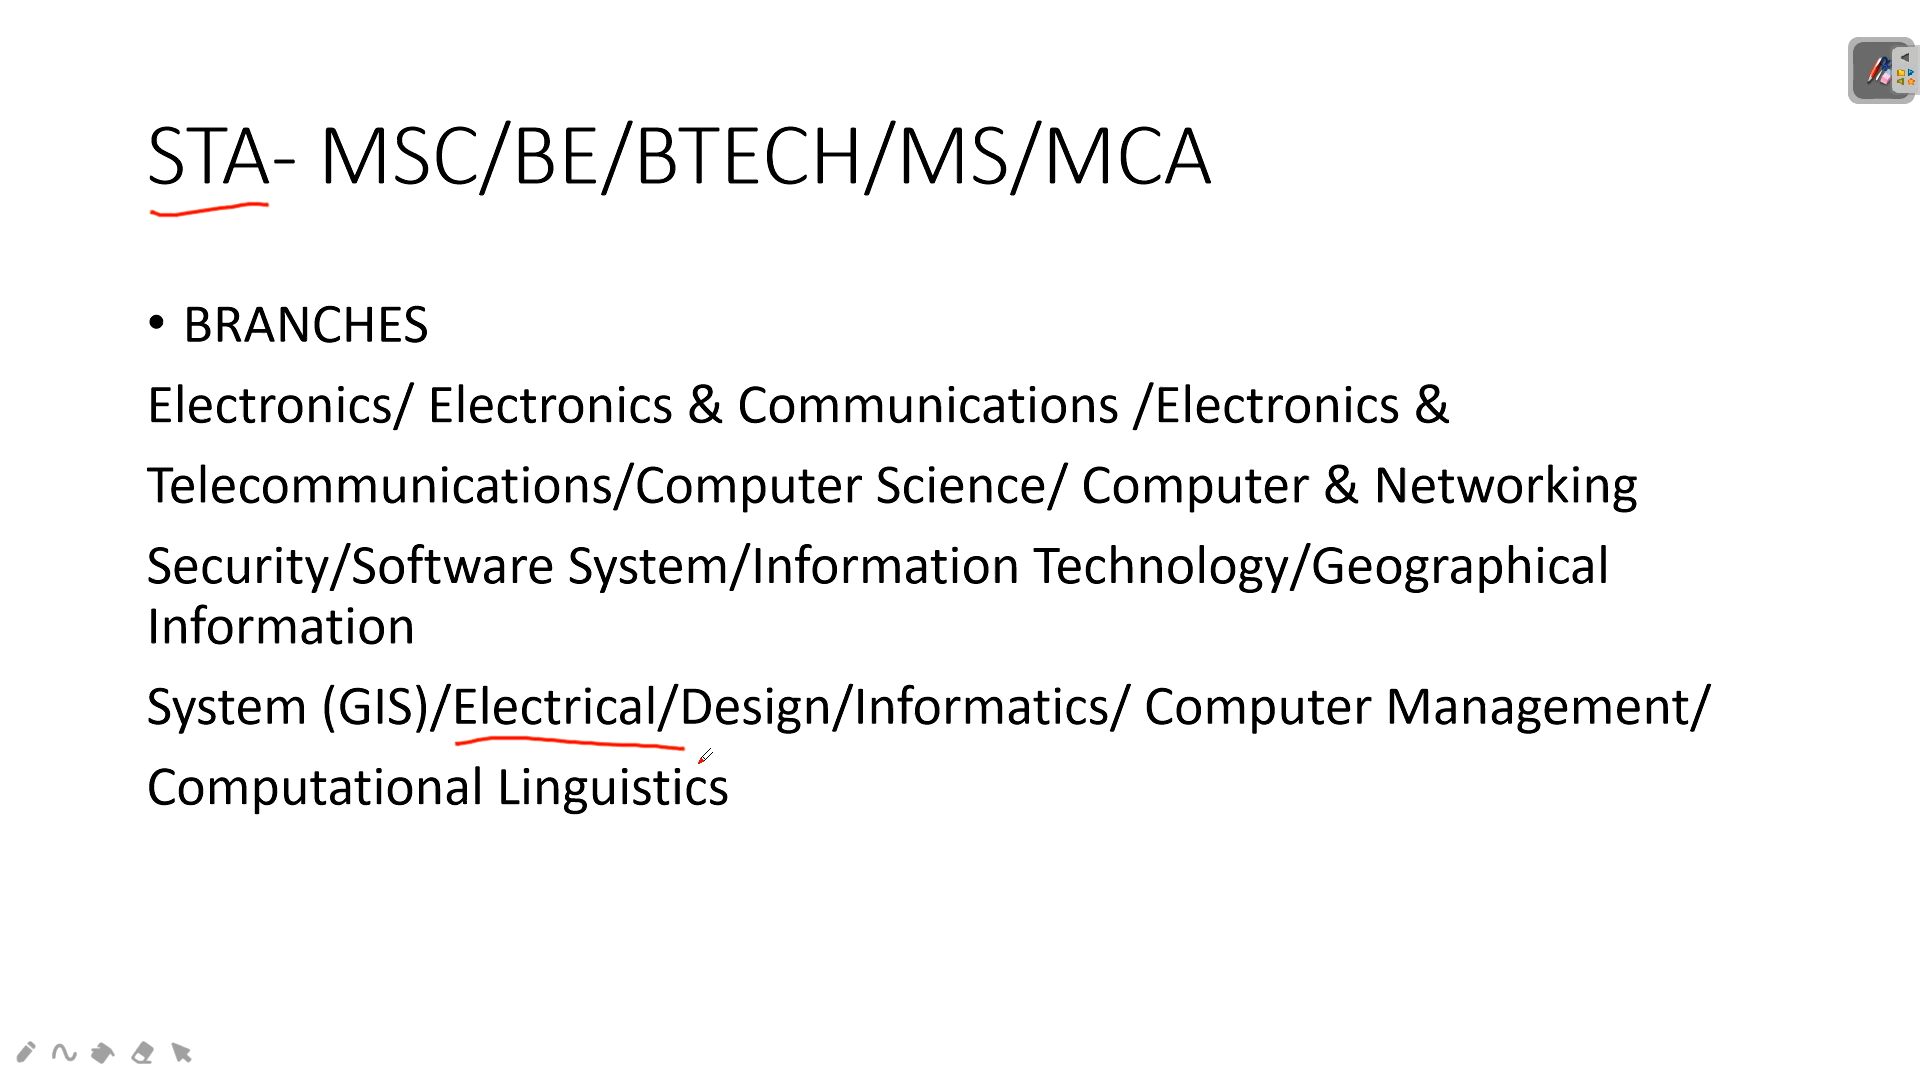 STA- MSC/BE/BTECH/MS/MCA
• BRANCHES
Electronics/ Electronics & Communications /Electronics &
Telecommunications/Computer Science/ Computer & Networking
Security/Software System/Information Technology/Geographical
Information
System (GIS)/Electrical/Design/Informatics/ Computer Management/
Computational Linguistics